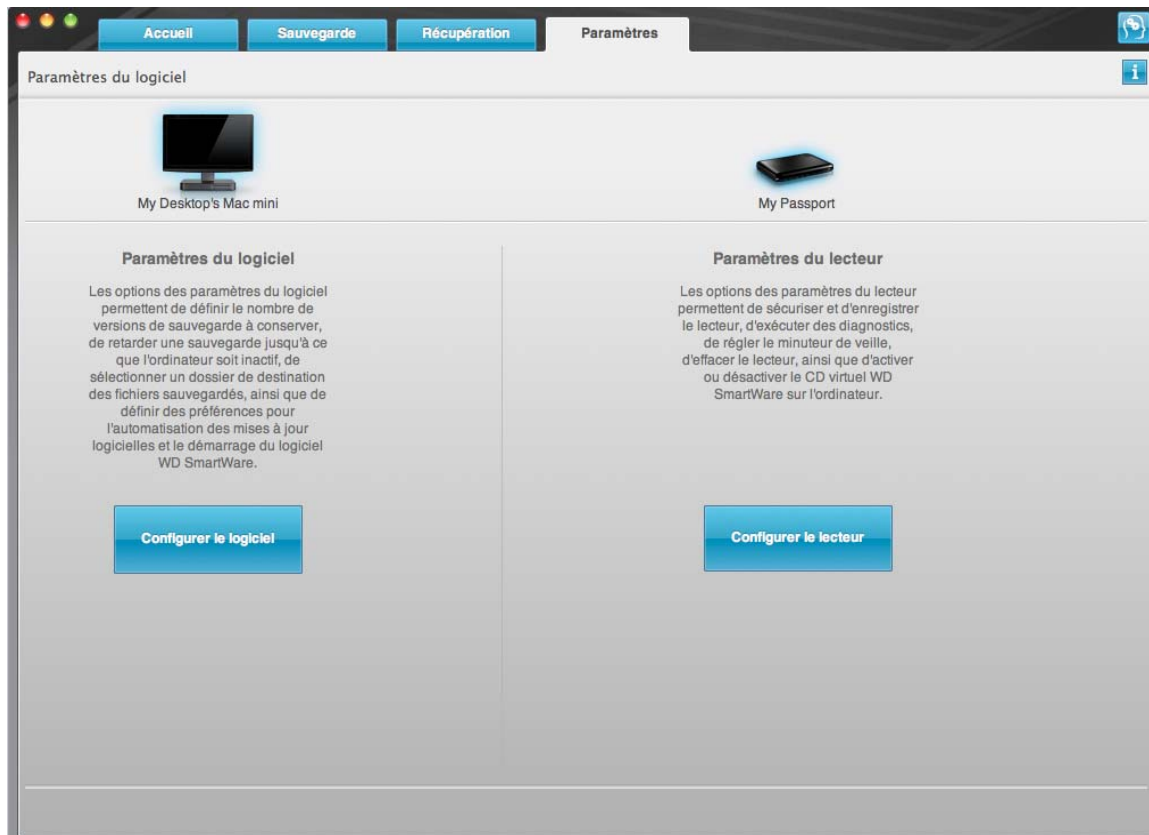 Accueil
Sauvegarde
Récupération
Paramètres
Paramètres du logiciel
i
My Desktop's Mac mini
My Passport
Paramètres du logiciel
Les options des paramètres du logiciel
permettent de définir le nombre de
versions de sauvegarde à conserver,
de retarder une sauvegarde jusqu'à ce
que l'ordinateur soit inactif, de
sélectionner un dossier de destination
des fichiers sauvegardés, ainsi que de
définir des préférences pour
l'automatisation des mises à jour
logicielles et le démarrage du logiciel
WD SmartWare.
Configurer le logiciel
Paramètres du lecteur
Les options des paramètres du lecteur
permettent de sécuriser et d'enregistrer
le lecteur, d'exécuter des diagnostics,
de régler le minuteur de veille,
d'effacer le lecteur, ainsi que d'activer
ou désactiver le CD virtuel WD
SmartWare sur l'ordinateur.
Configurer le lecteur